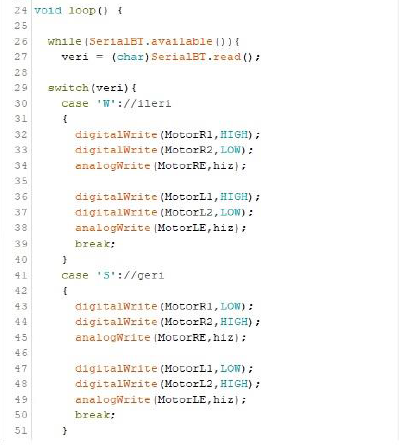 24 void loop() {
25
26 while(SerialBT.available()){
27 veri = (char)SerialBT.read();
28
29 switch(veri){
30 case 'W'://ileri
31 {
32 digitalWrite(MotorR1,HIGH);
33 digitalWrite(MotorR2,LOW);
34 analogWrite(MotorRE,hiz);
35
36 digitalWrite(MotorL1,HIGH);
37 digitalWrite(MotorL2,LOW);
38 analogWrite(MotorLE,hiz);
39 break;
40 }
41 case 'S'://geri
42 {
43 digitalWrite(MotorR1,LOW);
44 digitalWrite(MotorR2,HIGH);
45 analogWrite(MotorRE,hiz);
46
47 digitalWrite(MotorL1,LOW);
48 digitalWrite(MotorL2,HIGH);
49 analogWrite(MotorLE,hiz);
50 break;
51 }